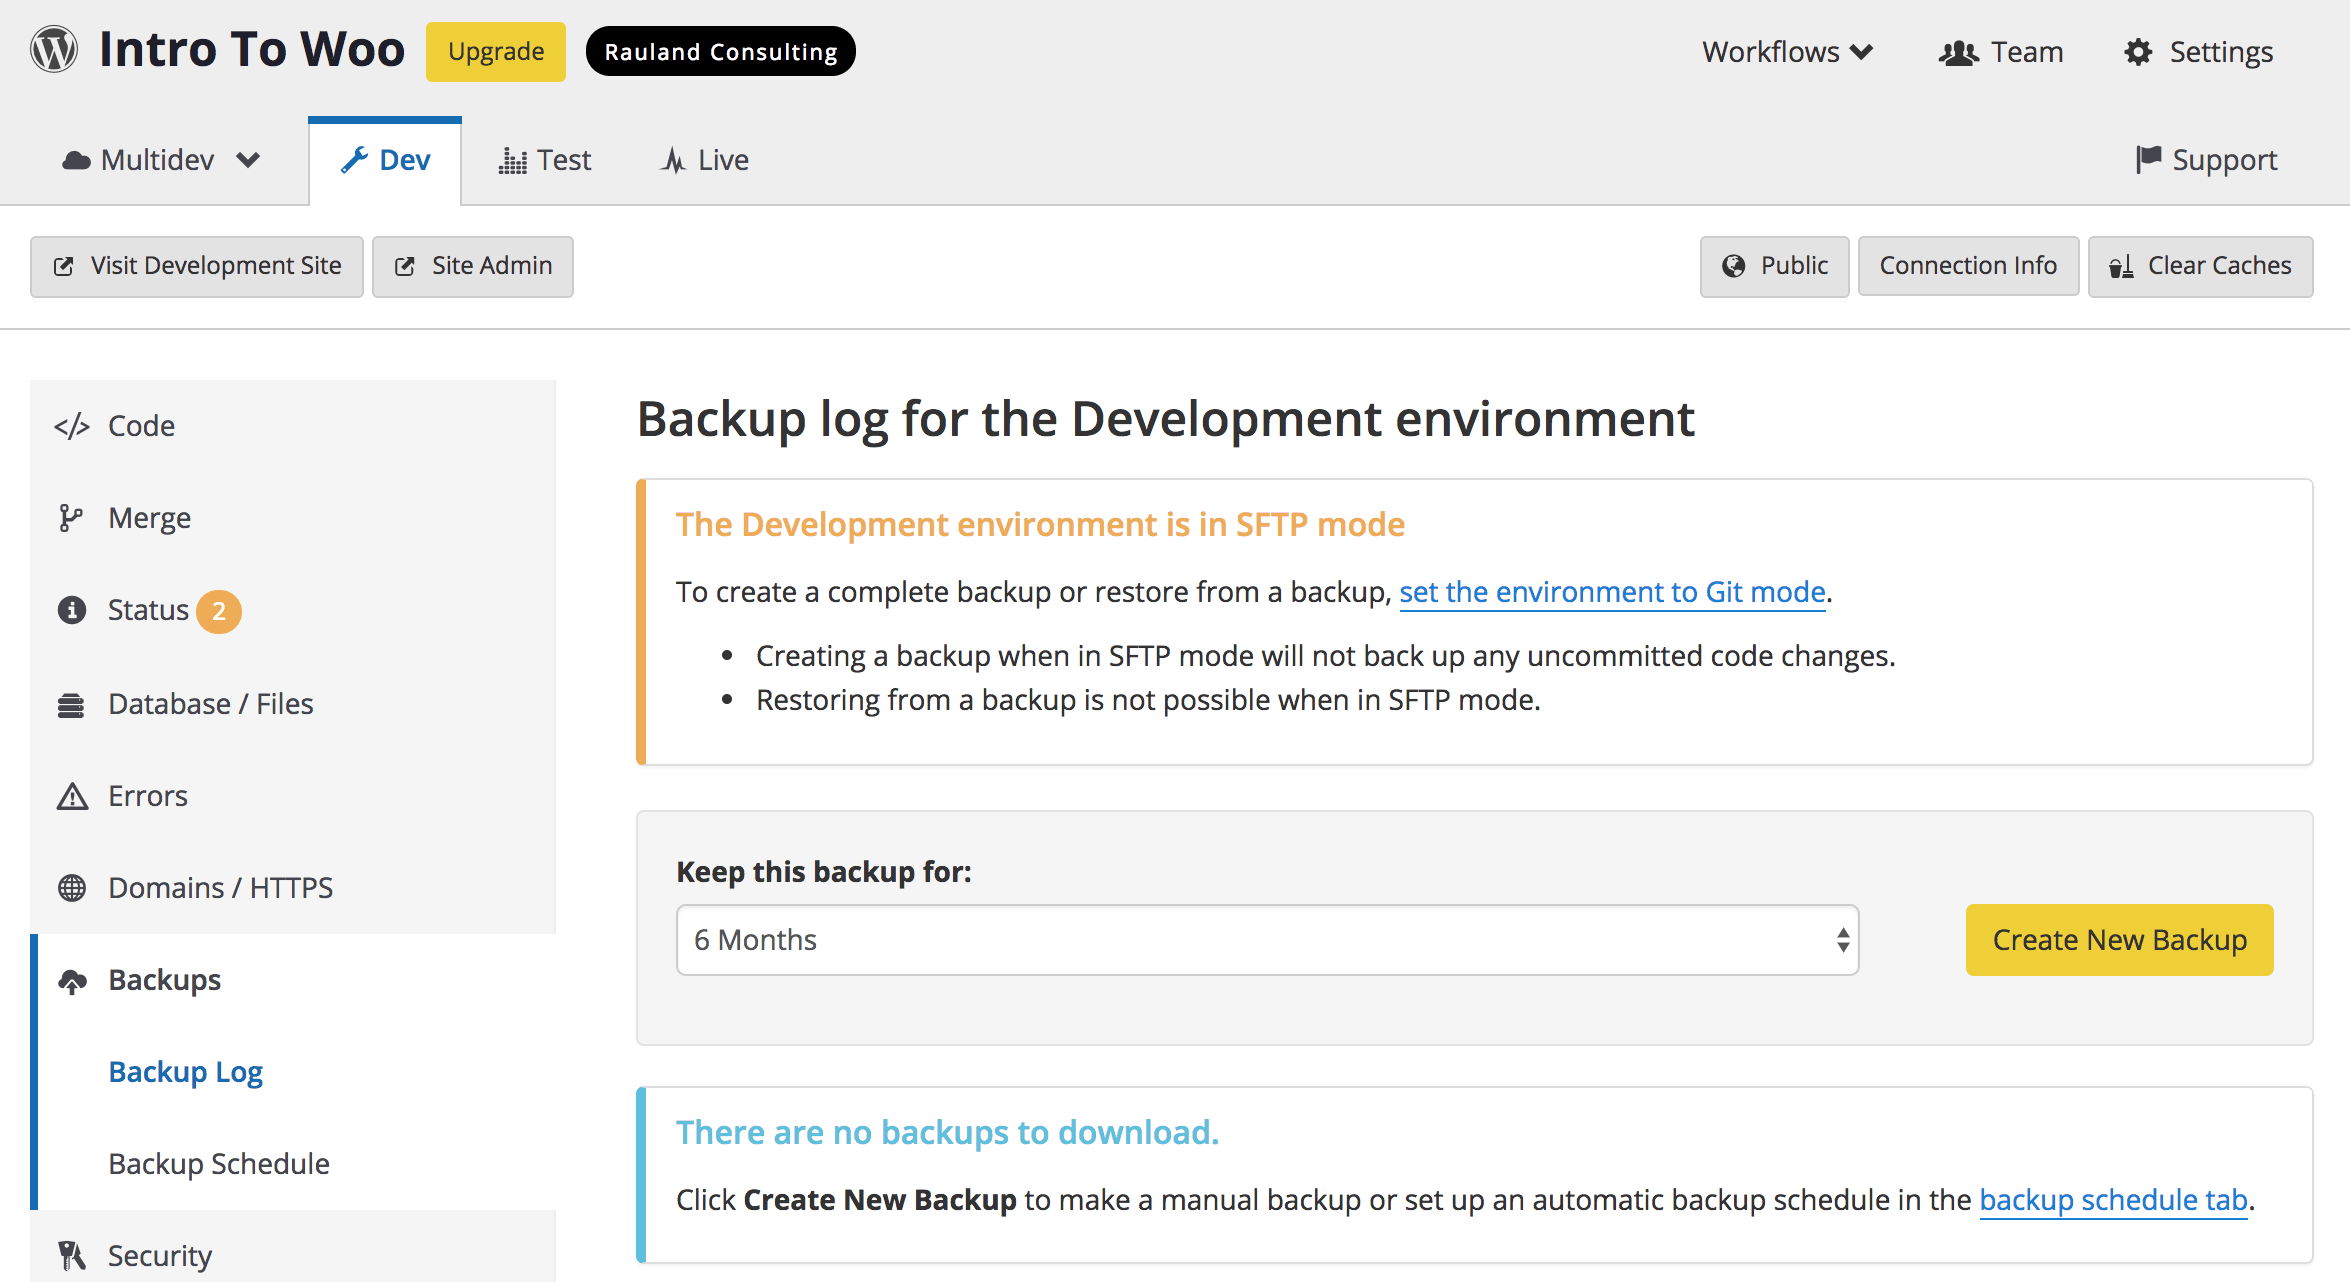 Intro To Woo Upgrade Rauland Consulting Workflows Team Settings
Multidev Dev Test Live Support
Visit Development Site Site Admin Public Connection Info Clear Caches
Code
Merge
Status 2
Database / Files
Errors
Domains / HTTPS
Backups
Backup Log
Backup Schedule
Security
Backup log for the Development environment
The Development environment is in SFTP mode
To create a complete backup or restore from a backup, set the environment to Git mode.
• Creating a backup when in SFTP mode will not back up any uncommitted code changes.
• Restoring from a backup is not possible when in SFTP mode.
Keep this backup for:
6 Months Create New Backup
There are no backups to download.
Click Create New Backup to make a manual backup or set up an automatic backup schedule in the backup schedule tab.